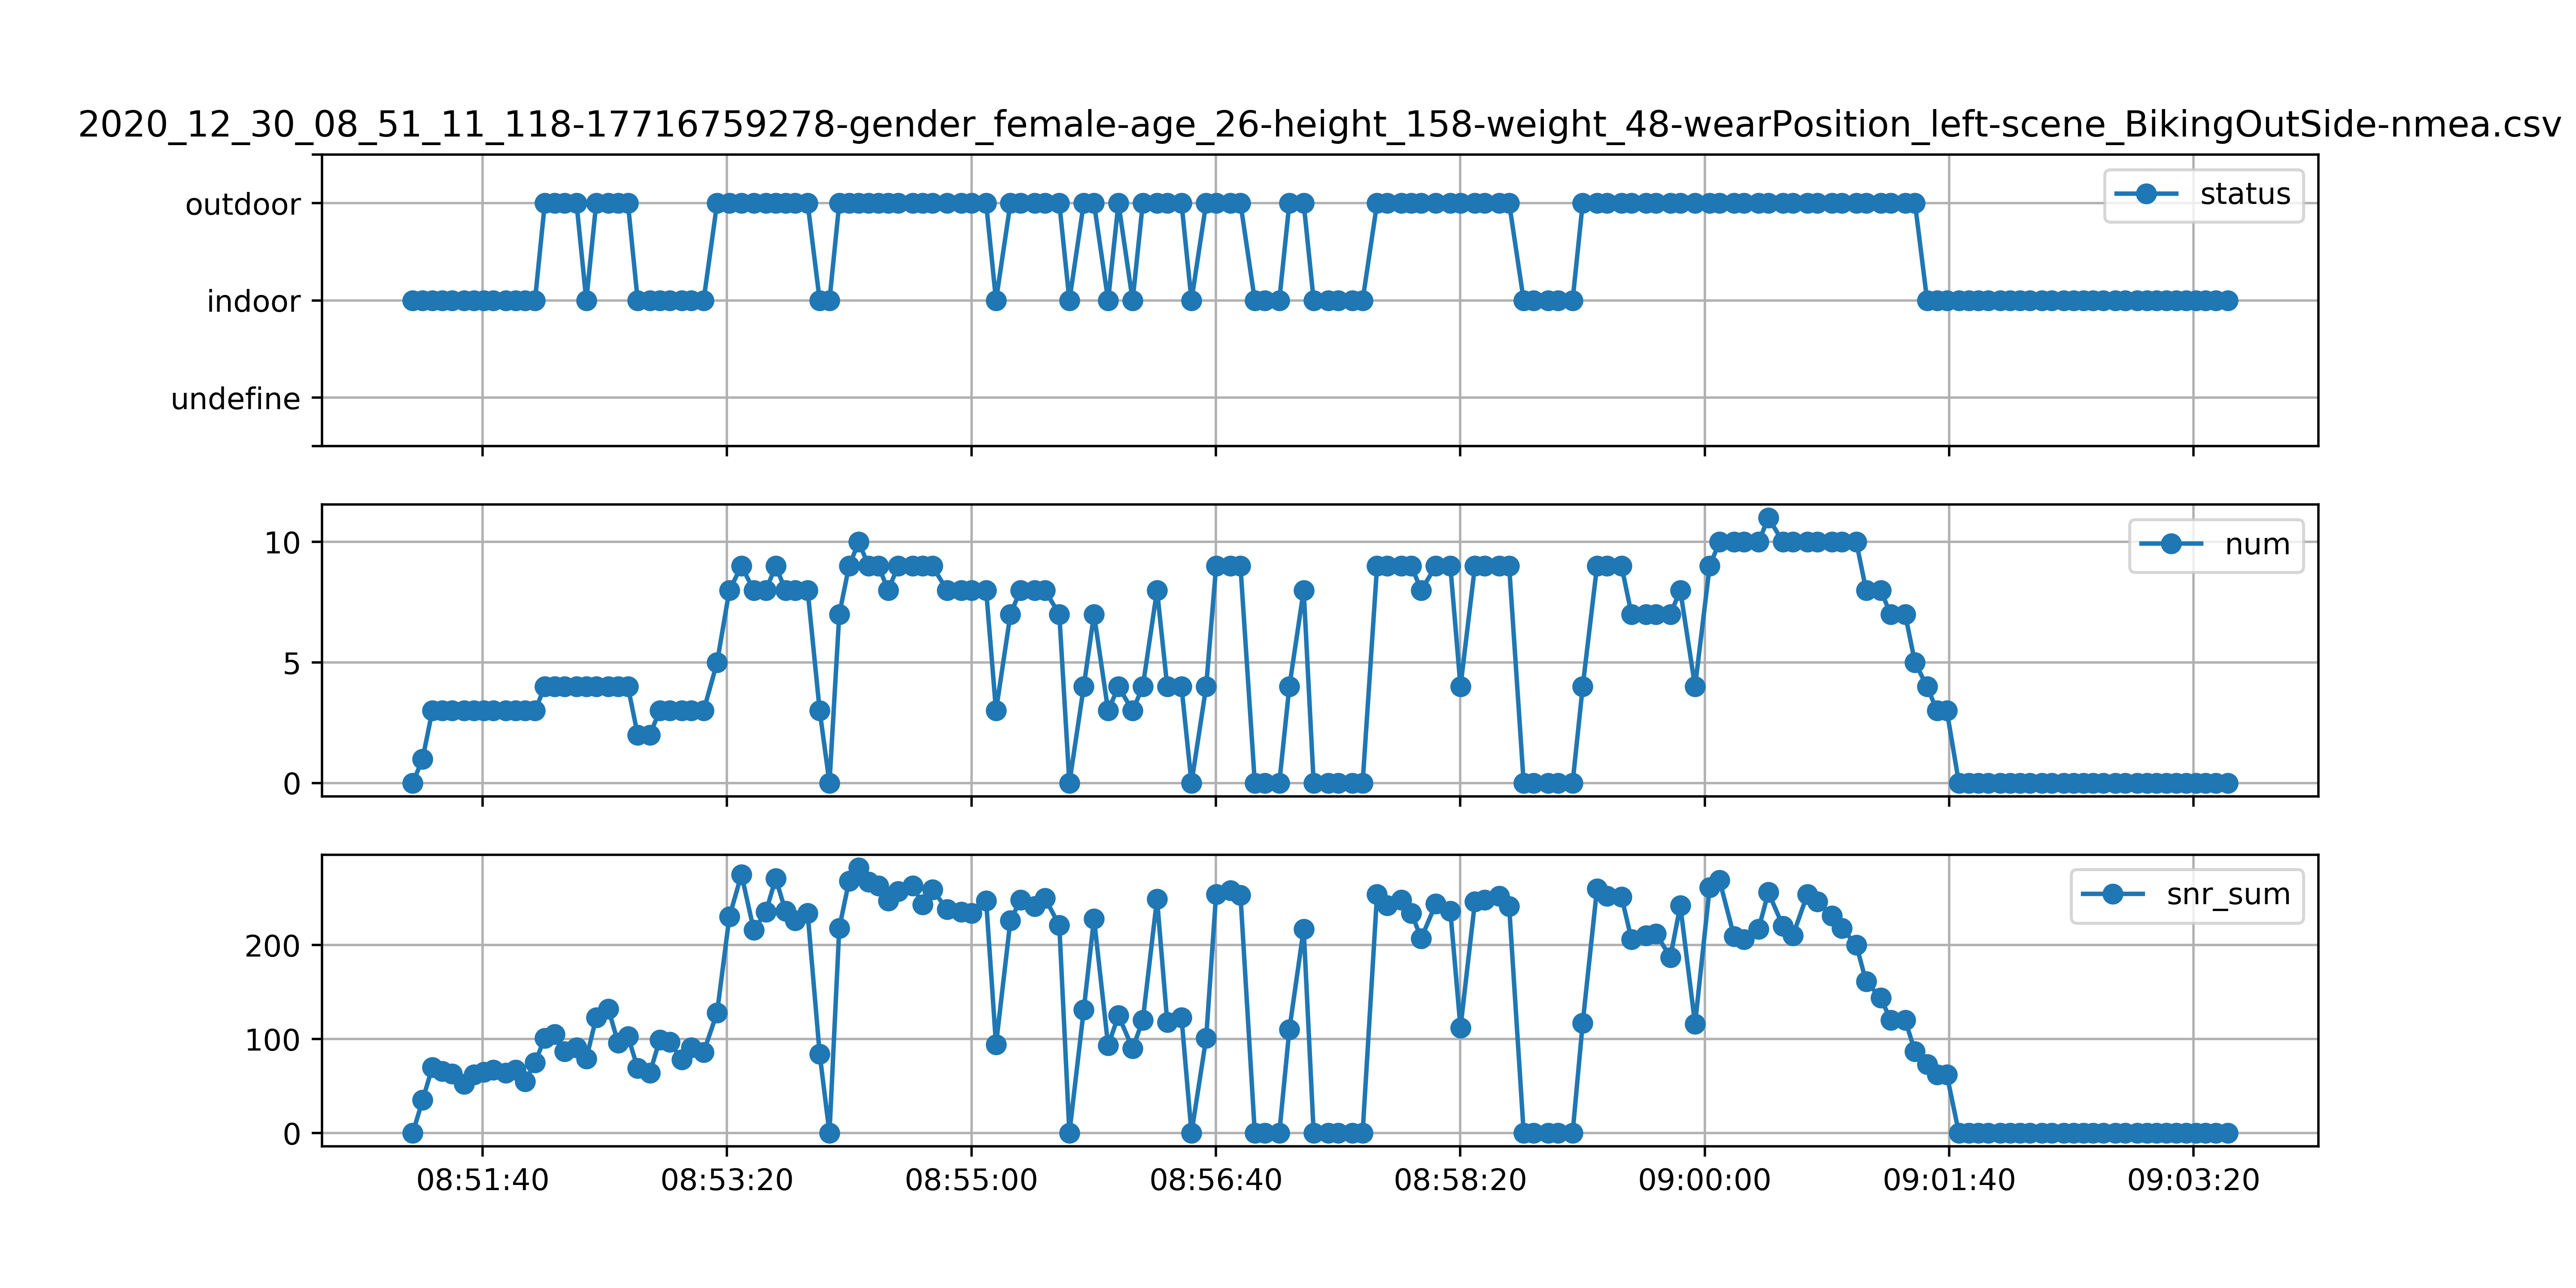 2020_12_30_08_51_11_118-17716759278-gender_female-age_26-height_158-weight_48-wearPosition_left-scene_BikingOutSide-nmea.csv
outdoor
indoor
undefine
status
10
5
0
num
200
100
0
snr_sum
08:51:40 08:53:20 08:55:00 08:56:40 08:58:20 09:00:00 09:01:40 09:03:20